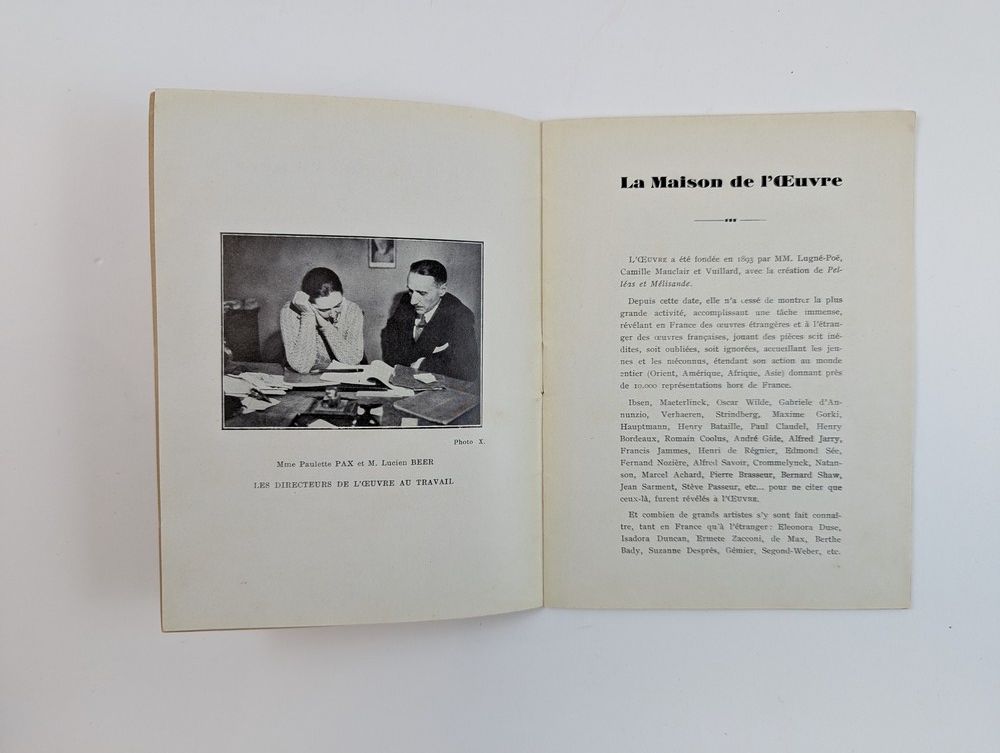 Photo X.
Mme Paulette PAX et M. Lucien BEER
LES DIRECTEURS DE L'ŒUVRE AU TRAVAIL
La Maison de l'Œuvre
L'ŒUVRE a été fondée en 1893 par MM. Lugné-Poë,
Camille Mauclair et Vuillard, avec la création de Pel-
léas et Mélisande.
Depuis cette date, elle n'a cessé de montrer la plus
grande activité, accomplissant une tâche immense,
révélant en France des œuvres étrangères et à l'étran-
ger des œuvres françaises, jouant des pièces soit iné-
dites, soit oubliées, soit ignorées, accueillant les jeu-
nes et les méconnus, étendant son action au monde
entier (Orient, Amérique, Afrique, Asie) donnant près
de 10.000 représentations hors de France.
Ibsen, Maeterlinck, Oscar Wilde, Gabriele d'An-
nunzio, Verhaeren, Strindberg, Maxime Gorki,
Hauptmann, Henry Bataille, Paul Claudel, Henry
Bordeaux, Romain Coolus, André Gide, Alfred Jarry,
Francis Jammes, Henri de Régnier, Edmond Sée,
Fernand Nozière, Alfred Savoir, Crommelynck, Natan-
son, Marcel Achard, Pierre Brasseur, Bernard Shaw,
Jean Sarment, Stève Passeur, etc... pour ne citer que
ceux-là, furent révélés à l'ŒUVRE.
Et combien de grands artistes s'y sont fait connaî-
tre, tant en France qu'à l'étranger: Eleonora Duse,
Isadora Duncan, Ermete Zacconi, de Max, Berthe
Bady, Suzanne Desprès, Gémier, Segond-Weber, etc.